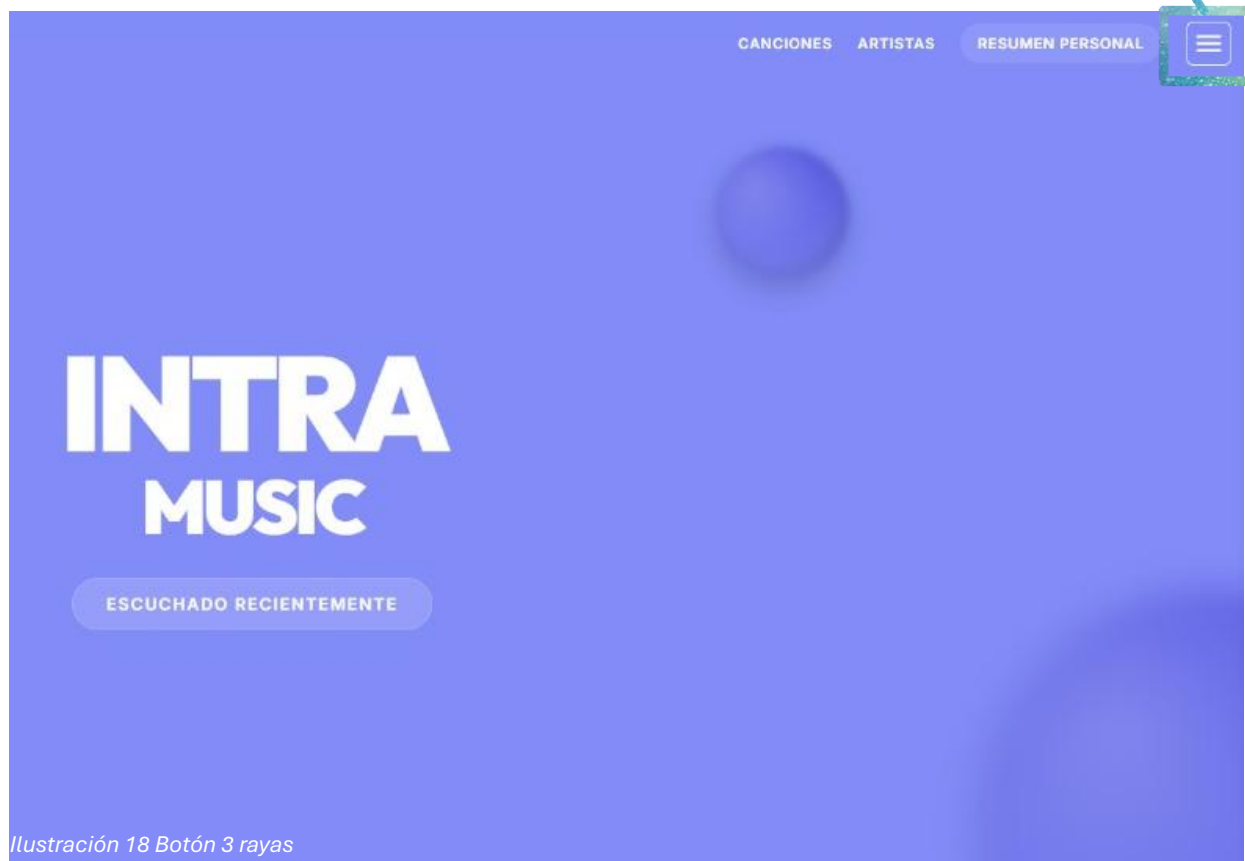 CANCIONES ARTISTAS RESUMEN PERSONAL
INTRA
MUSIC
ESCUCHADO RECIENTEMENTE
Ilustración 18 Botón 3 rayas